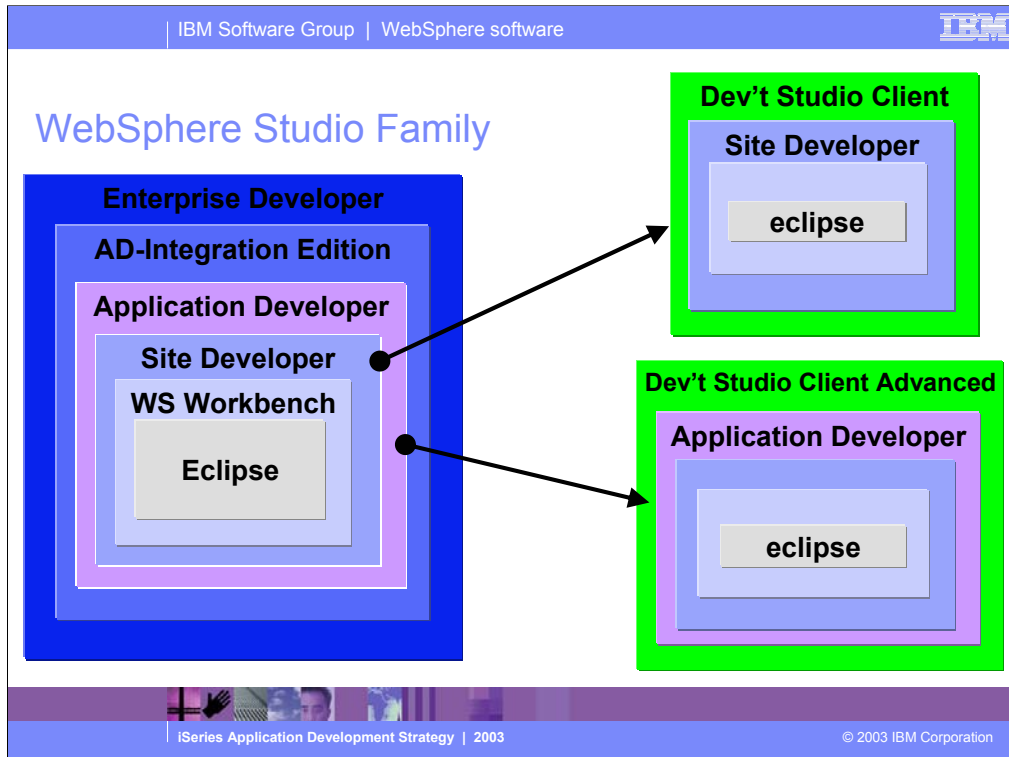 IBM Software Group | WebSphere software
IBM
WebSphere Studio Family
Enterprise Developer
AD-Integration Edition
Application Developer
Site Developer
WS Workbench
Eclipse
Dev't Studio Client
Site Developer
eclipse
Dev't Studio Client Advanced
Application Developer
eclipse
iSeries Application Development Strategy | 2003
© 2003 IBM Corporation